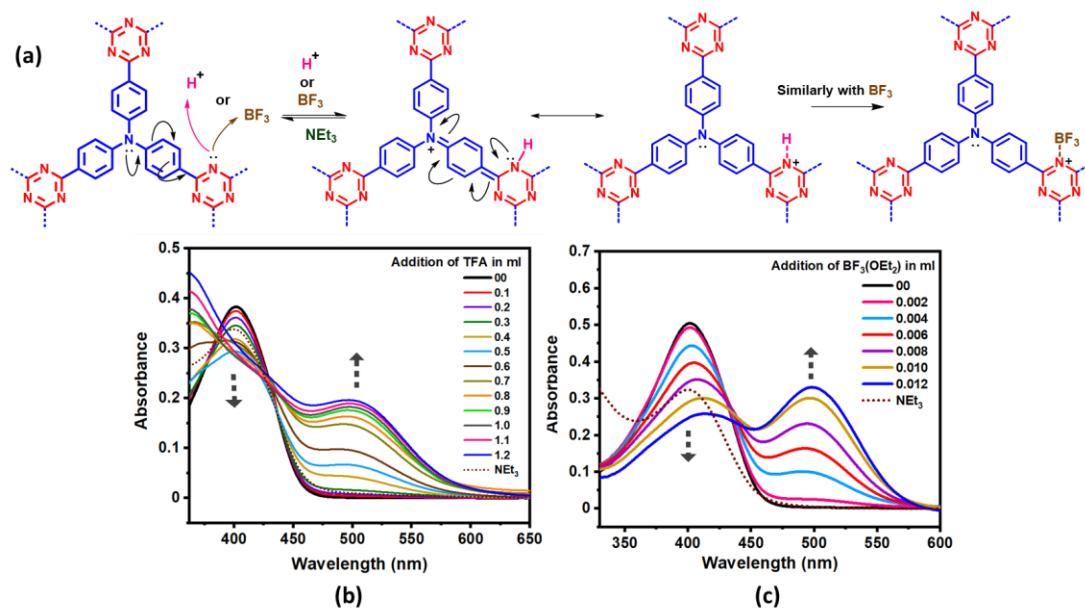 (a)
N
N
N
H⁺
or
BF₃
N
N
N
N
N
N
N
H⁺
or
BF₃
NEt₃
N
N
N
N
+
H
N
N
N
N
N
N
N
N
N
N
H
N
N
N
N
+
N
N
Similarly with BF₃
N
N
N
N
BF₃
N
N
N
N
+
N
N
Absorbance
0.5
0.4
0.3
0.2
0.1
0
400
450
500
550
600
650
Wavelength (nm)
Addition of TFA in ml
00
0.1
0.2
0.3
0.4
0.5
0.6
0.7
0.8
0.9
1.0
1.1
1.2
NEt₃
(b)
Absorbance
0.7
0.6
0.5
0.4
0.3
0.2
0.1
0
350
400
450
500
550
600
Wavelength (nm)
Addition of BF₃(OEt₂) in ml
00
0.002
0.004
0.006
0.008
0.010
0.012
NEt₃
(c)